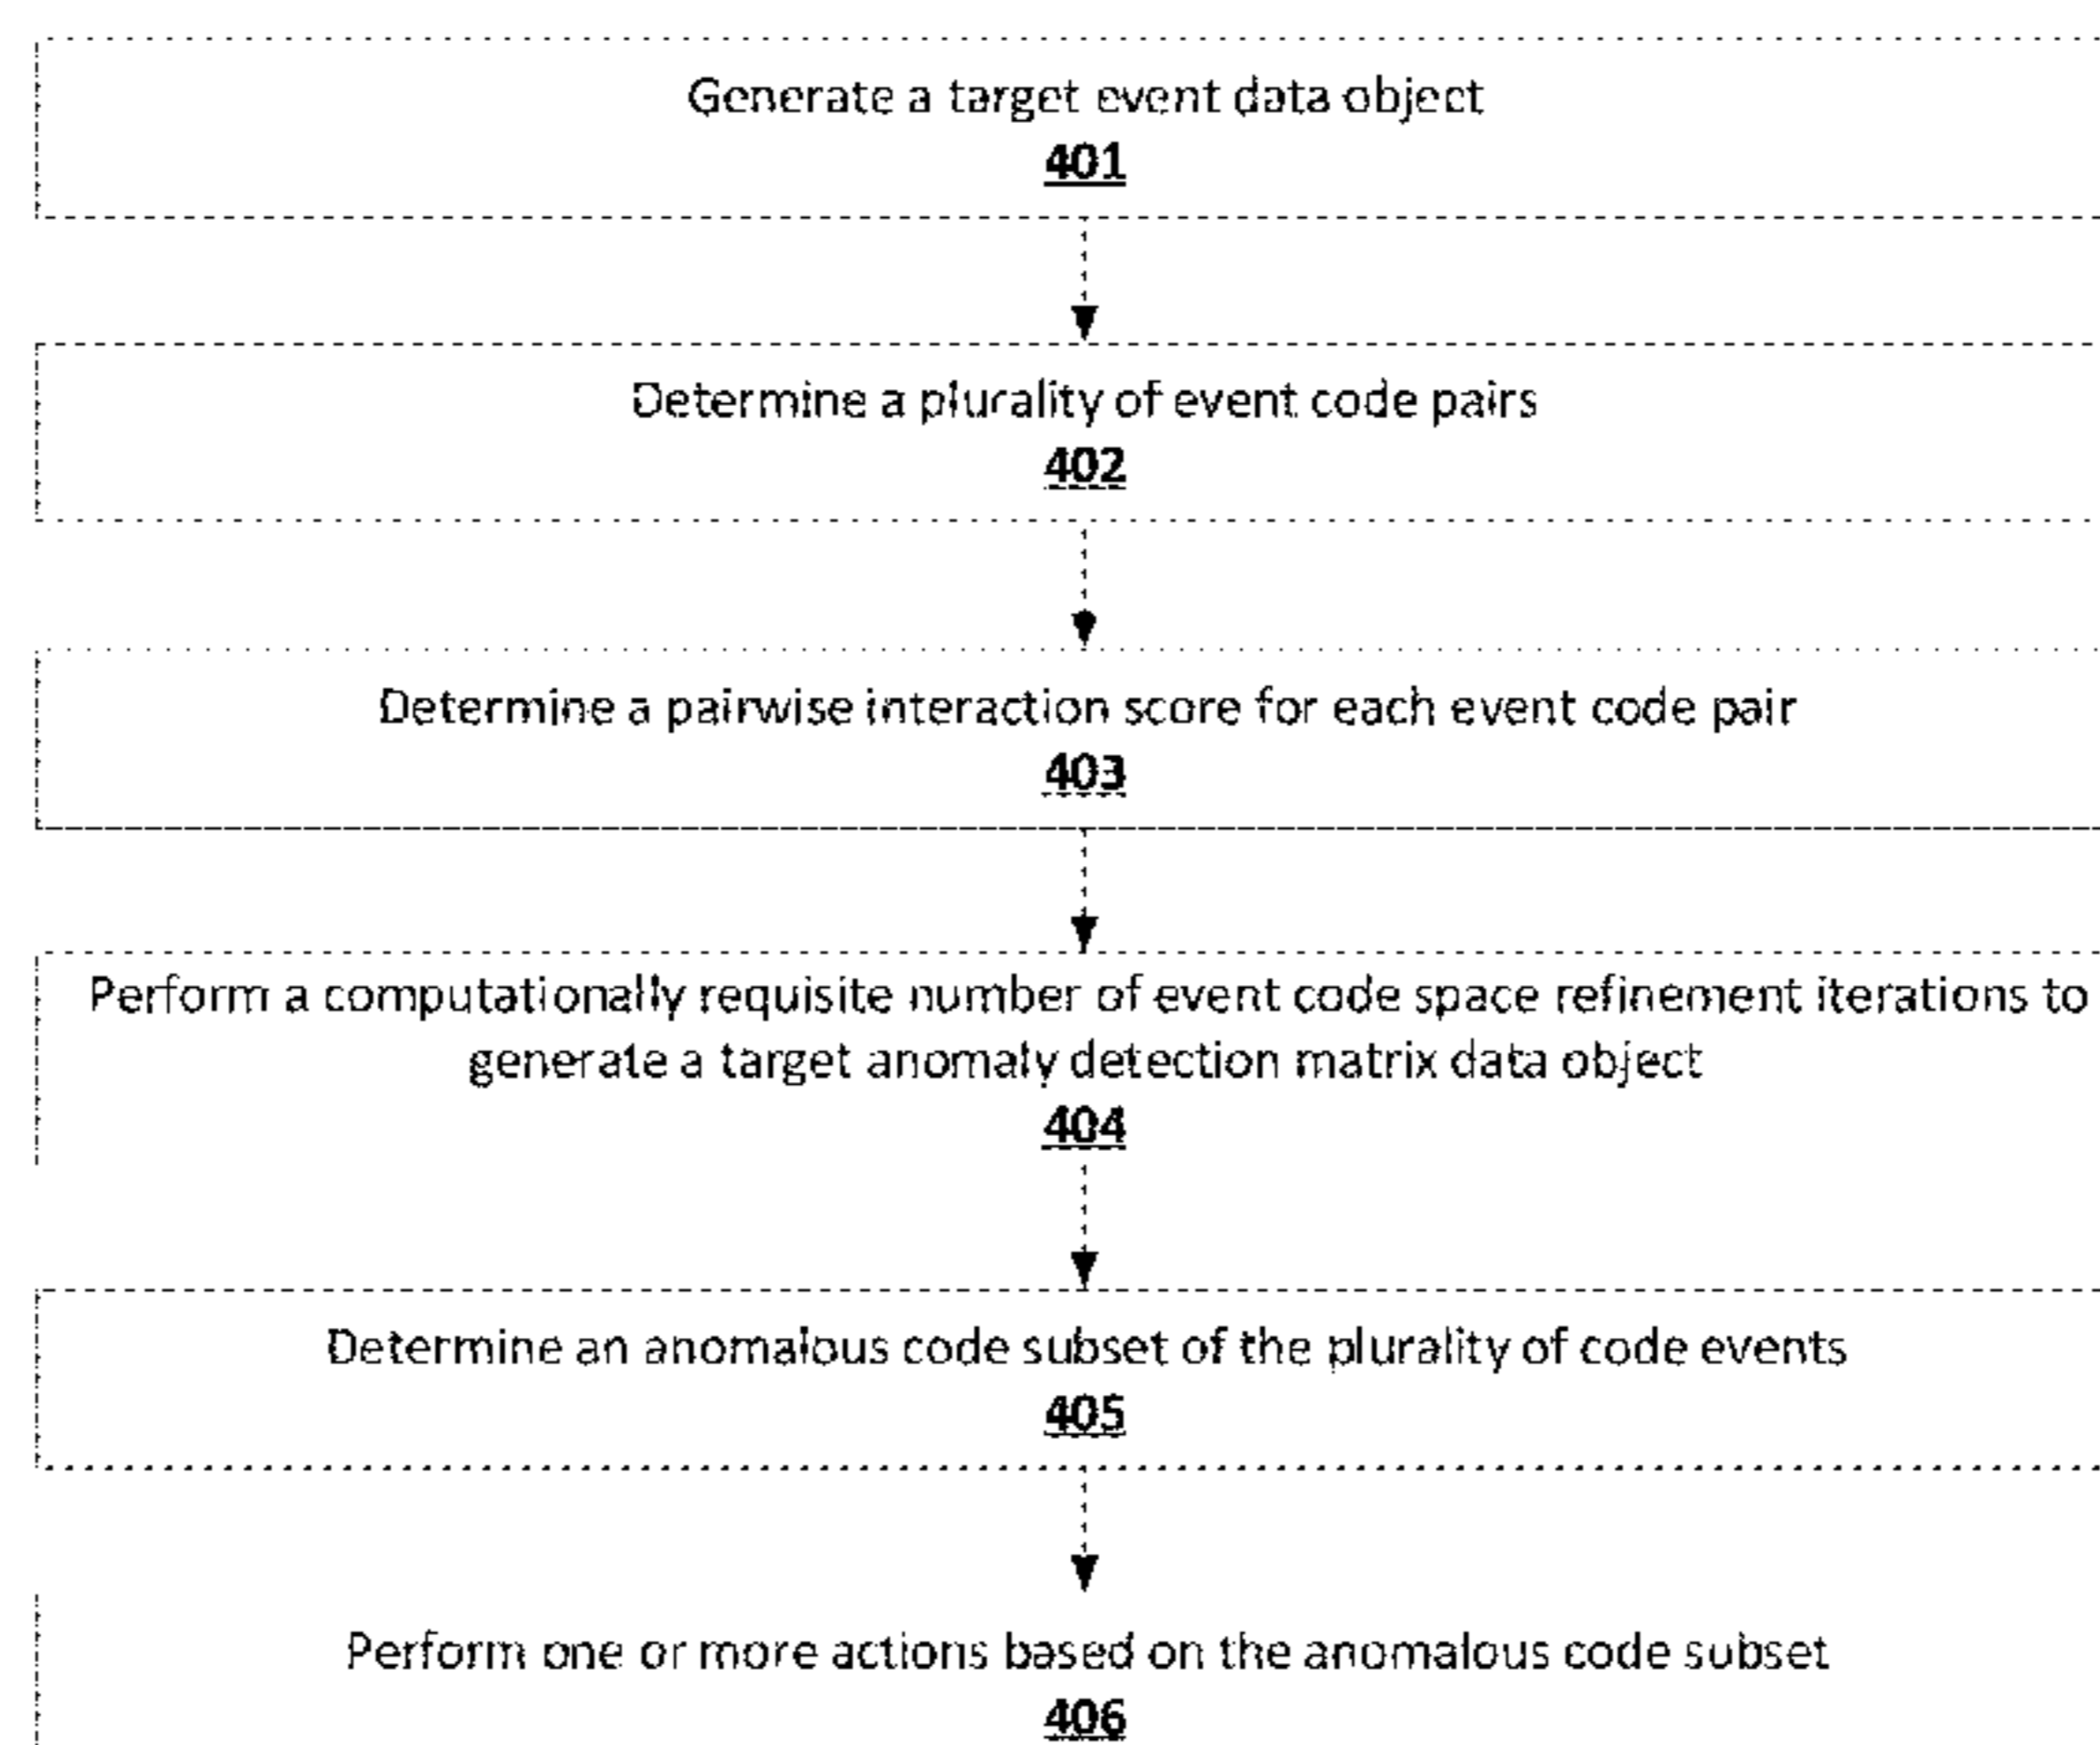 Generate a target event data object
401
Determine a plurality of event code pairs
402
Determine a pairwise interaction score for each event code pair
403
Perform a computationally requisite number of event code space refinement iterations to
generate a target anomaly detection matrix data object
404
Determine an anomalous code subset of the plurality of code events
405
Perform one or more actions based on the anomalous code subset
406